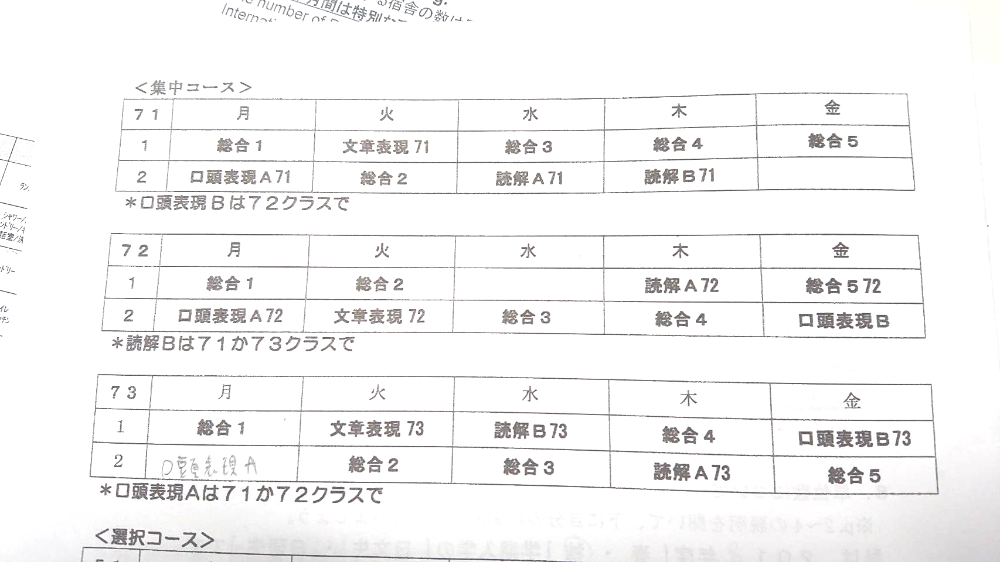 る宿舎の数は
月間は特別な
number of
＜集中コース＞
７１ 月 火 水 木 金
1 総合１ 文章表現 71 総合３ 総合４ 総合５
2 口頭表現Ａ71 総合２ 読解Ａ71 読解Ｂ71
＊口頭表現Ｂは７２クラスで
７２ 月 火 水 木 金
1 総合１ 総合２ 読解Ａ72 総合５72
2 口頭表現Ａ72 文章表現 72 総合３ 総合４ 口頭表現Ｂ
＊読解Ｂは７１か７３クラスで
７３ 月 火 水 木 金
1 総合１ 文章表現 73 読解Ｂ73 総合４ 口頭表現Ｂ73
2 口頭表現A 総合２ 総合３ 読解Ａ73 総合５
＊口頭表現Ａは７１か７２クラスで
＜選択コース＞